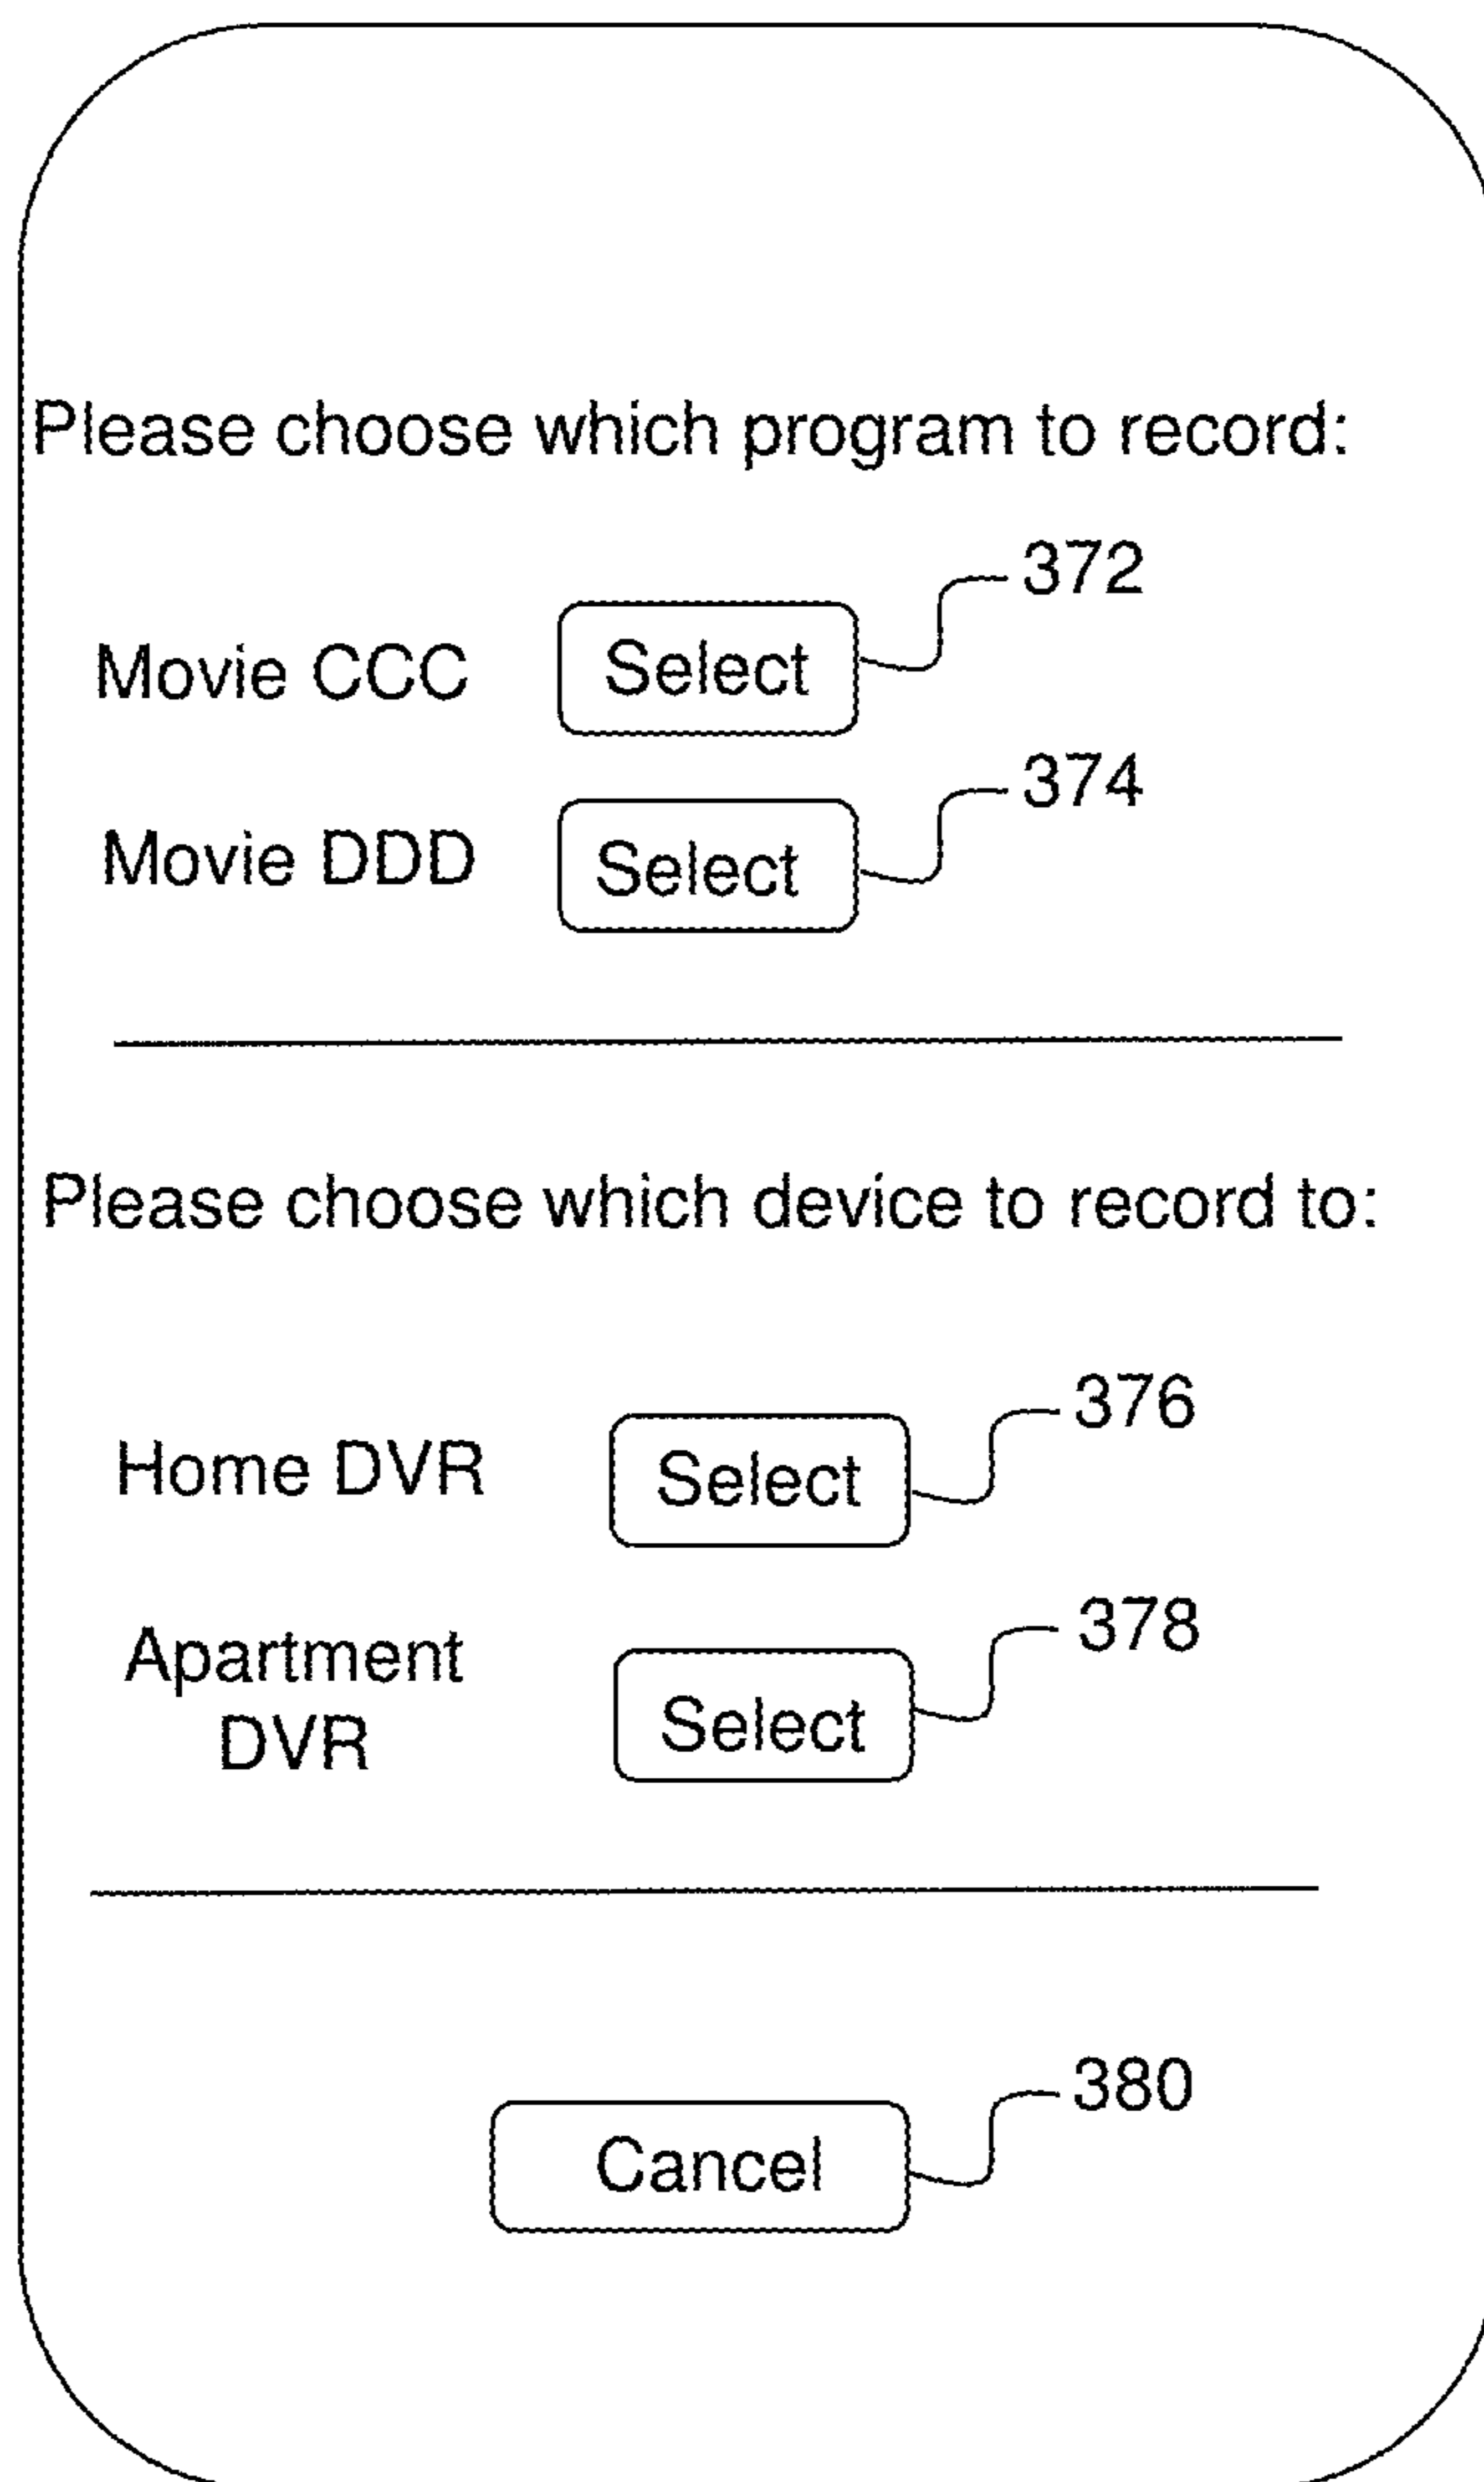 Please choose which program to record:
372
Movie CCC Select
374
Movie DDD Select
Please choose which device to record to:
376
Home DVR Select
378
Apartment
DVR
Select
380
Cancel